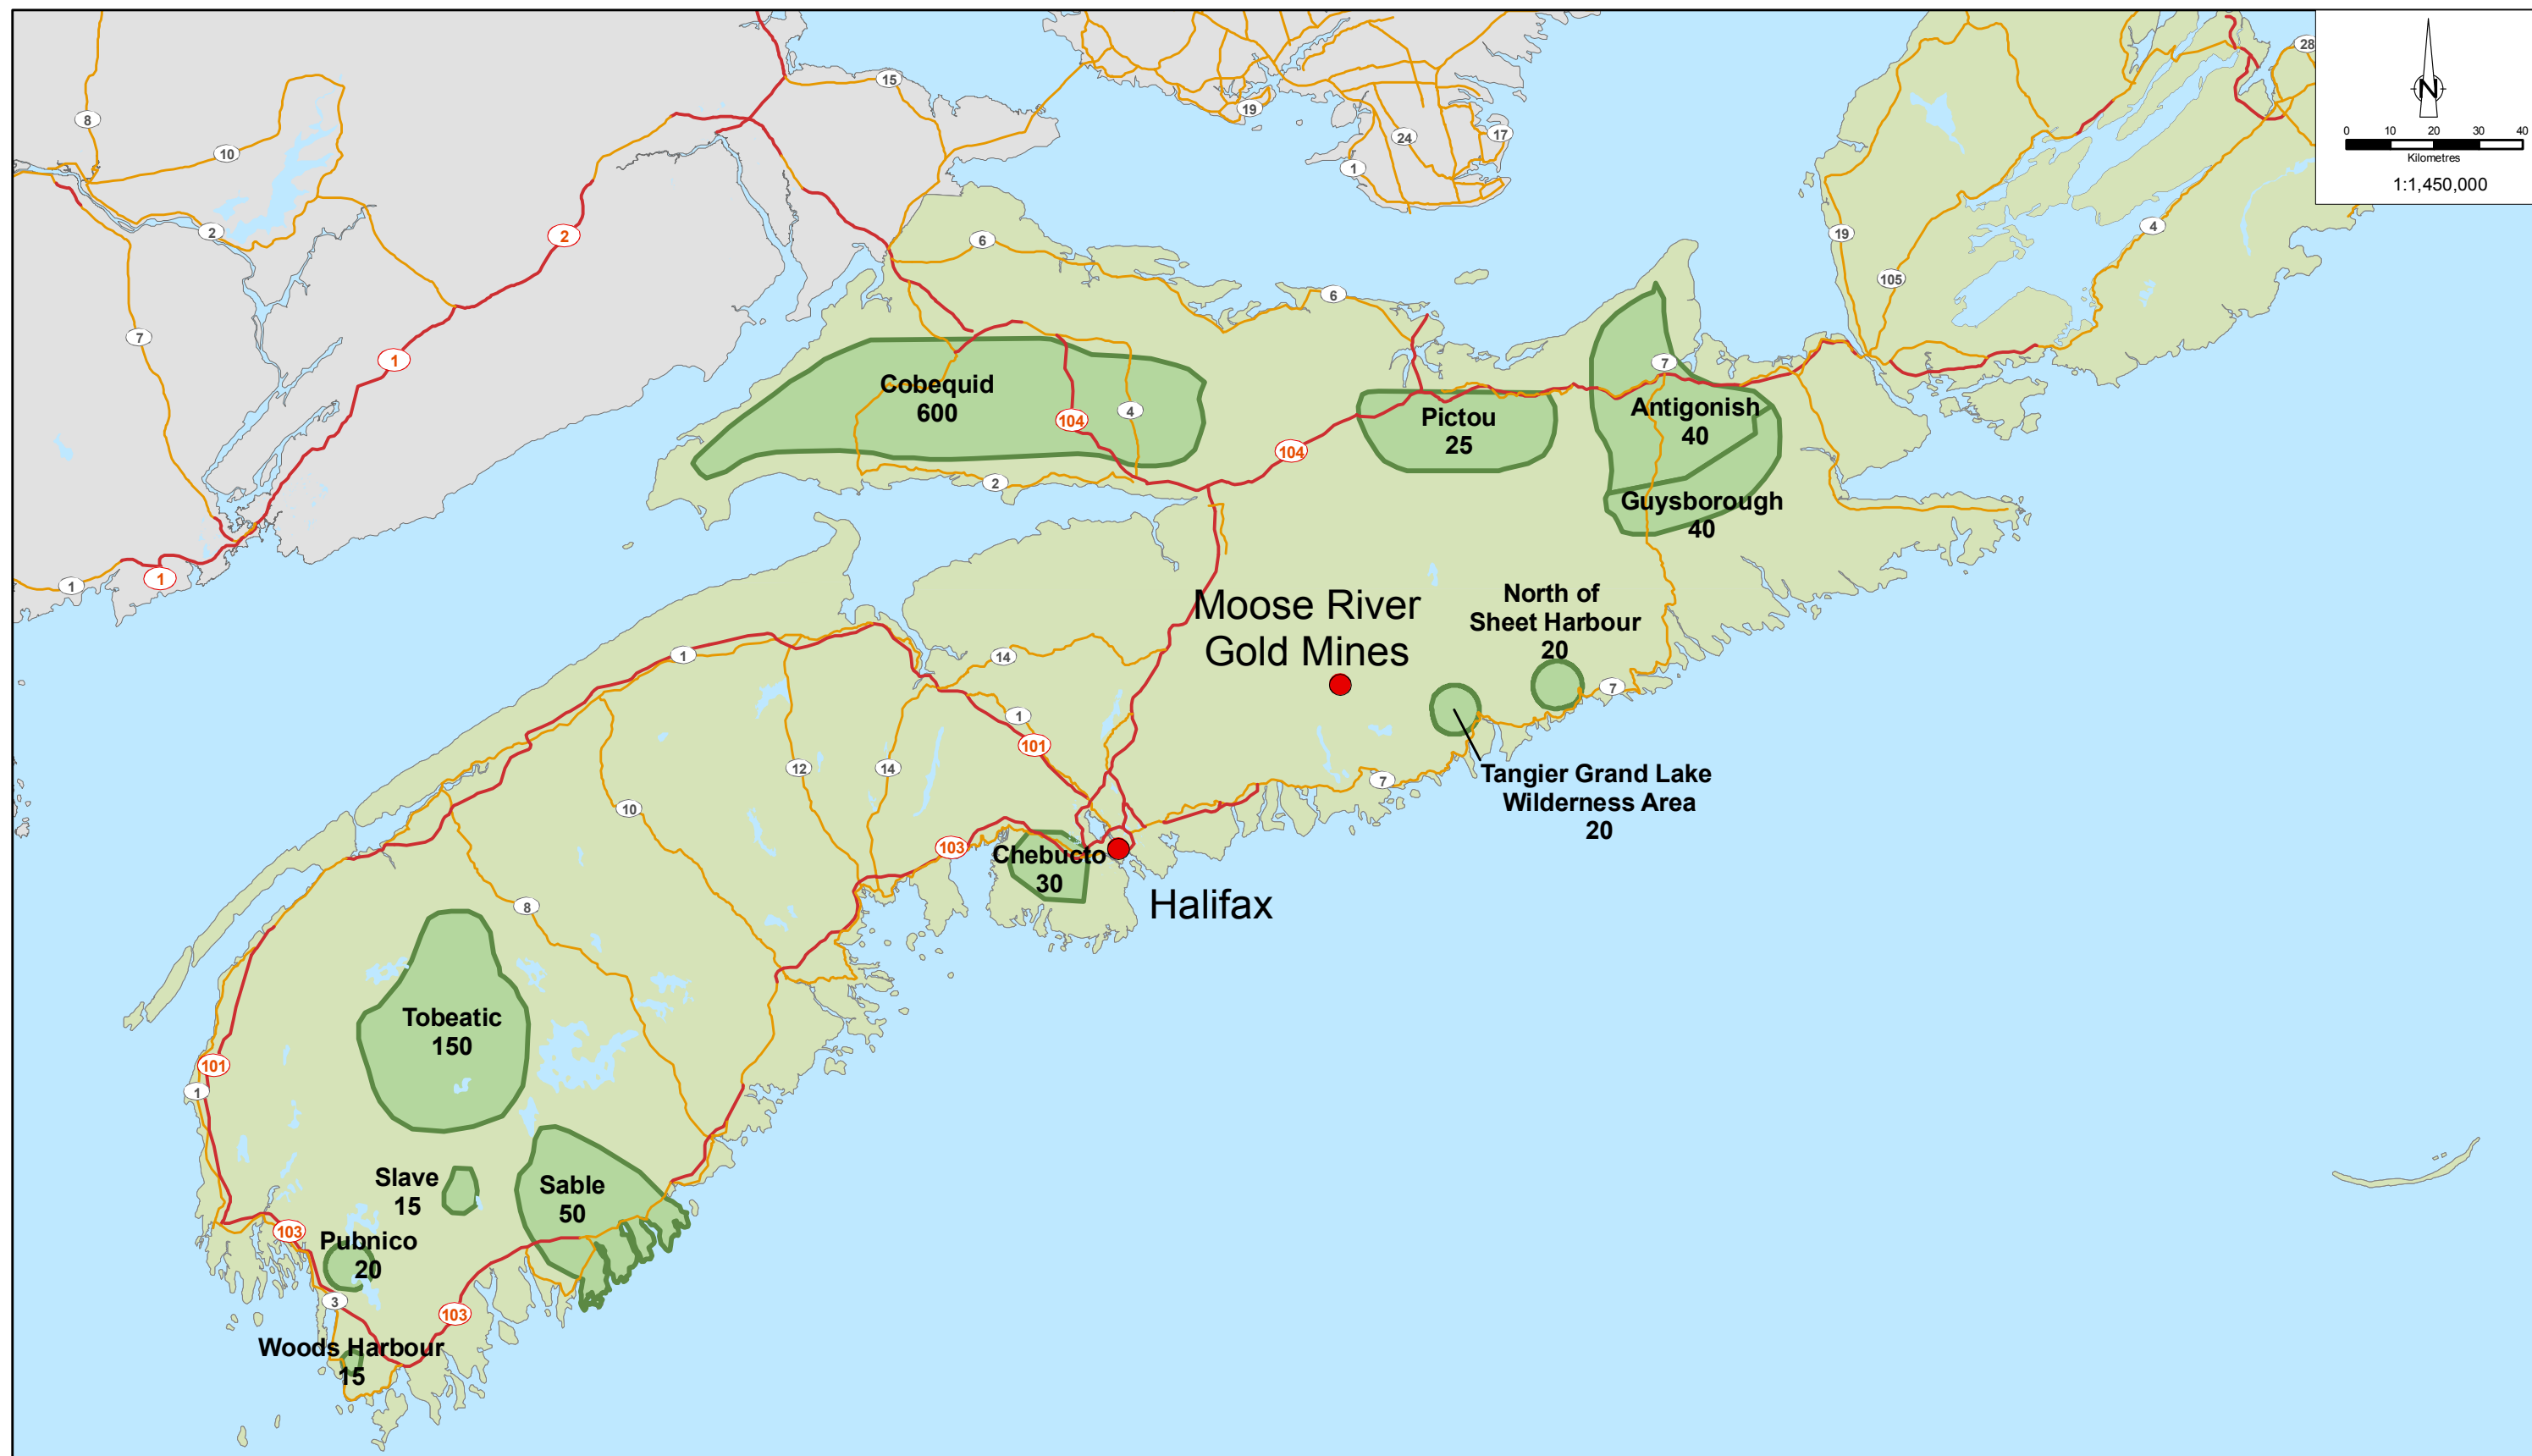 28
N
0 10 20 30 40
Kilometres
1:1,450,000
15
8
19
10
24
17
1
2
2
6
19
4
105
6
7
1
7
Cobequid
600
4
104
Pictou
25
Antigonish
40
104
2
Guysborough
40
1
1
Moose River
Gold Mines
North of
Sheet Harbour
20
1
14
7
1
101
12
14
7
10
Tangier Grand Lake
Wilderness Area
20
103
Chebucto
30
Halifax
8
Tobeatic
150
101
1
Slave
15
Sable
50
103
Pubnico
20
3
103
Woods Harbour
15